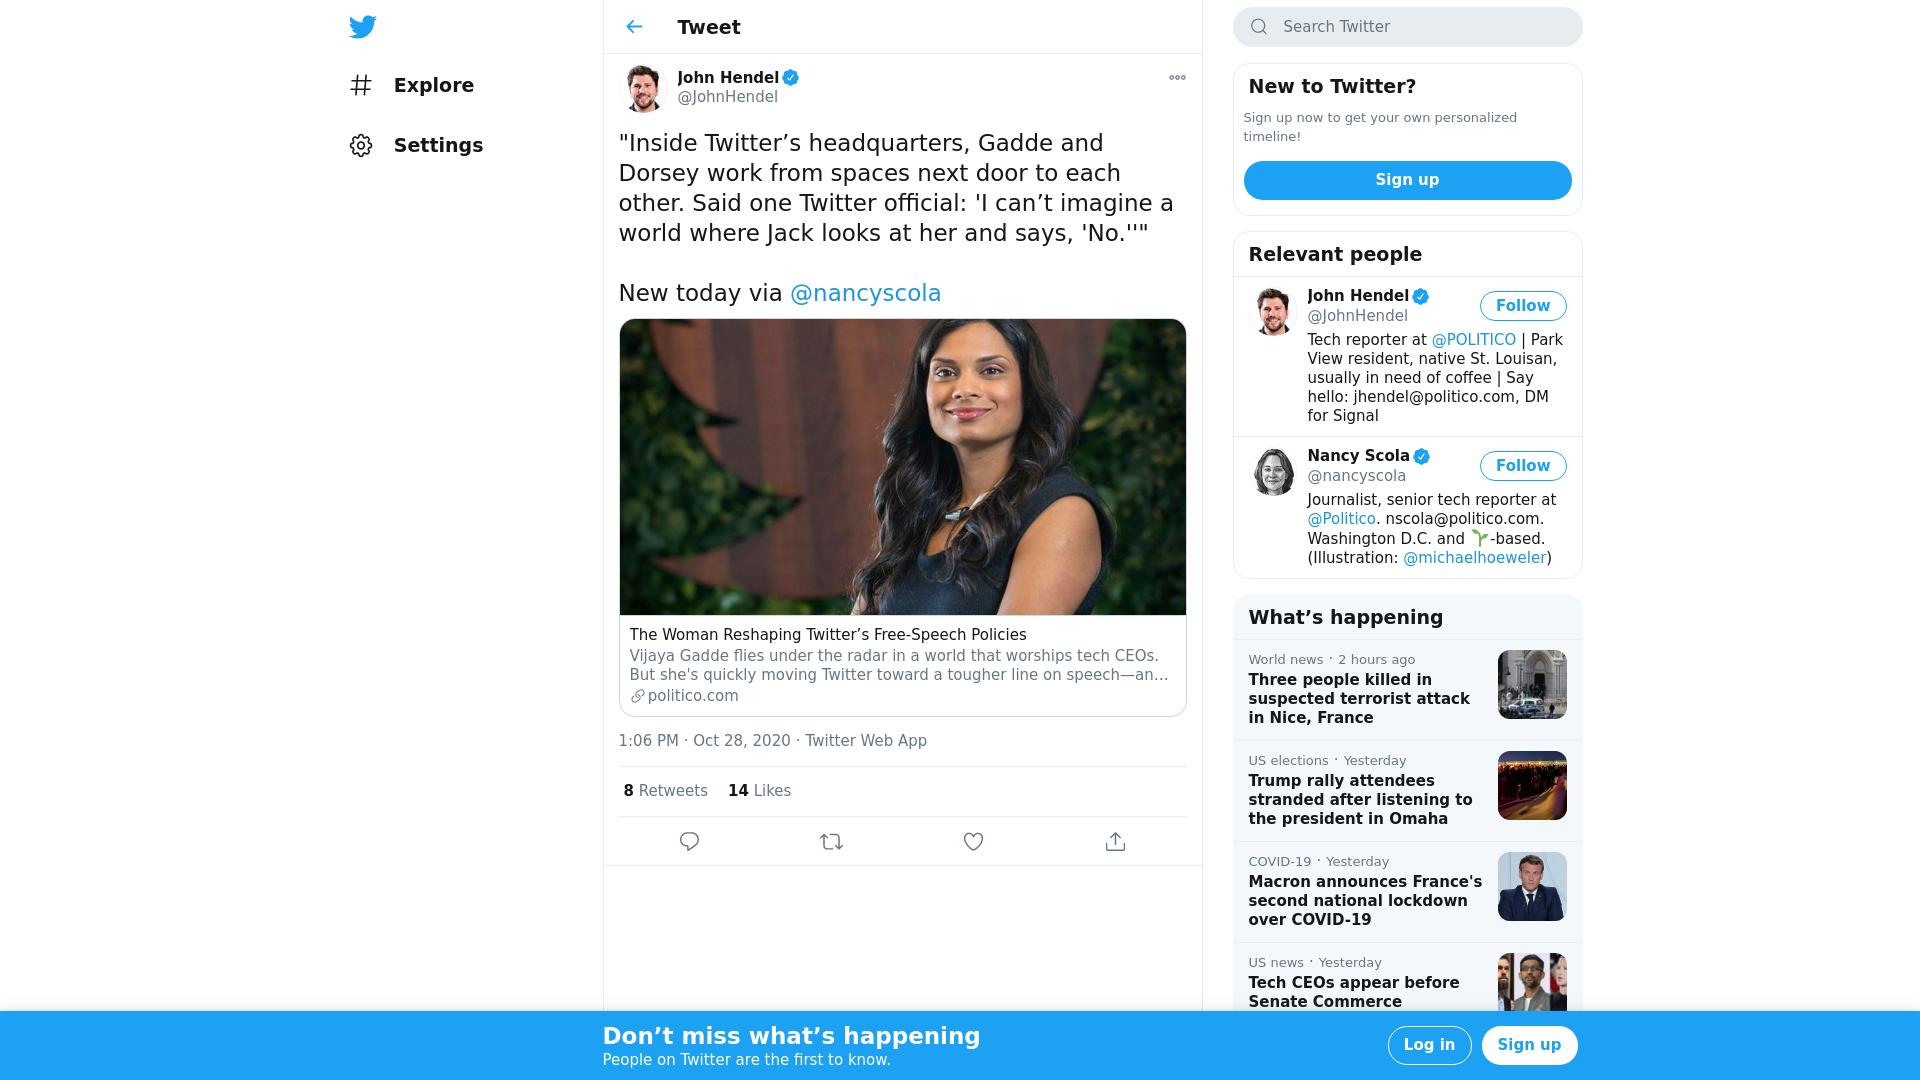 Explore
Settings
Tweet
John Hendel
@JohnHendel
"Inside Twitter’s headquarters, Gadde and
Dorsey work from spaces next door to each
other. Said one Twitter official: 'I can’t imagine a
world where Jack looks at her and says, 'No.''"
New today via @nancyscola
The Woman Reshaping Twitter’s Free-Speech Policies
Vijaya Gadde flies under the radar in a world that worships tech CEOs.
But she's quickly moving Twitter toward a tougher line on speech—an…
politico.com
1:06 PM · Oct 28, 2020 · Twitter Web App
8 Retweets 14 Likes
Search Twitter
New to Twitter?
Sign up now to get your own personalized
timeline!
Sign up
Relevant people
John Hendel
@JohnHendel
Follow
Tech reporter at @POLITICO | Park
View resident, native St. Louisan,
usually in need of coffee | Say
hello: jhendel@politico.com, DM
for Signal
Nancy Scola
@nancyscola
Follow
Journalist, senior tech reporter at
@Politico. nscola@politico.com.
Washington D.C. and 🌱-based.
(Illustration: @michaelhoeweler)
What’s happening
World news · 2 hours ago
Three people killed in
suspected terrorist attack
in Nice, France
US elections · Yesterday
Trump rally attendees
stranded after listening to
the president in Omaha
COVID-19 · Yesterday
Macron announces France's
second national lockdown
over COVID-19
US news · Yesterday
Tech CEOs appear before
Senate Commerce
Don’t miss what’s happening
People on Twitter are the first to know.
Log in
Sign up